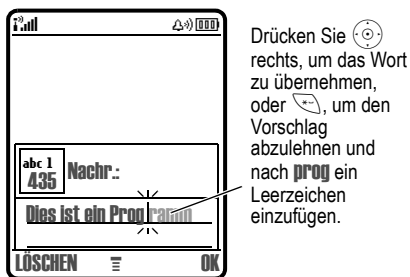 abc 1
435
Nachr.:
Dies ist ein Programm
LÖSCHEN
OK
Drücken Sie
rechts, um das Wort
zu übernehmen,
oder *, um den
Vorschlag
abzulehnen und
nach prog ein
Leerzeichen
einzufügen.